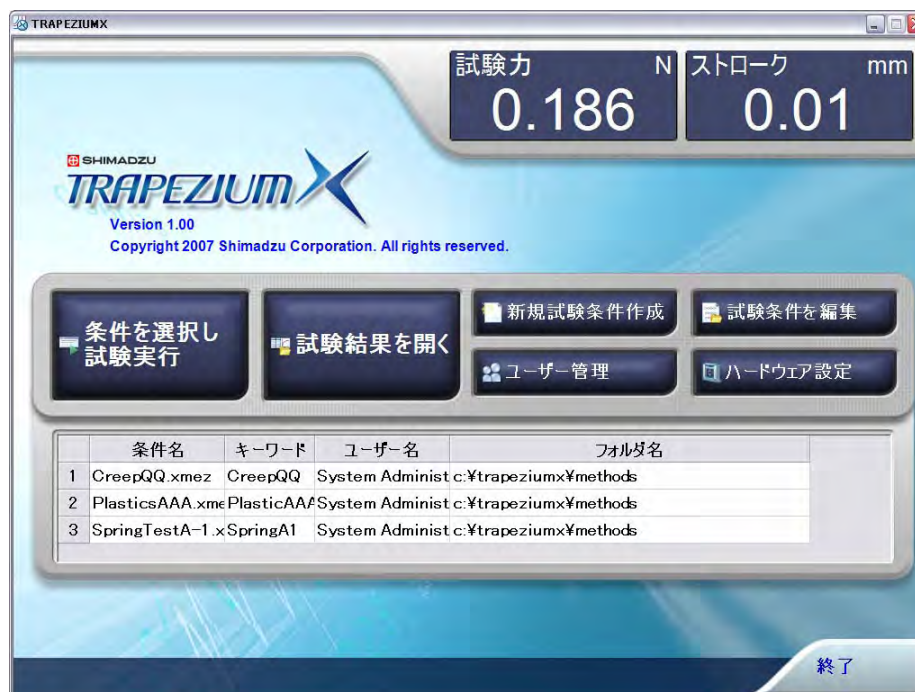 TRAPEZIUMX
試験力 N ストローク mm
0.186 0.01
SHIMADZU
TRAPEZIUM X
Version 1.00
Copyright 2007 Shimadzu Corporation. All rights reserved.
条件を選択し
試験実行
試験結果を開く
新規試験条件作成 試験条件を編集
ユーザー管理 ハードウェア設定
条件名 キーワード ユーザー名 フォルダ名
1 CreepQQ.xmez CreepQQ System Administ c:¥trapeziumx¥methods
2 PlasticsAAA.xme PlasticAAA System Administ c:¥trapeziumx¥methods
3 SpringTestA-1.x SpringA1 System Administ c:¥trapeziumx¥methods
終了